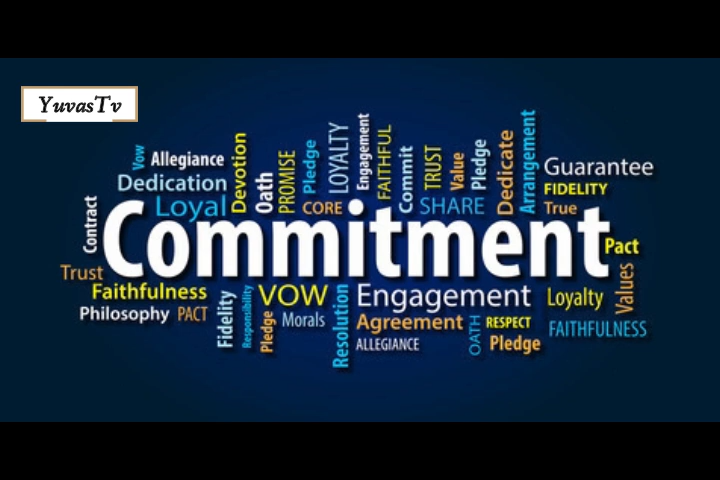 YuvasTv
Vow
Allegiance
Devotion
Oath
PROMISE
Pledge
LOYALTY
Engagement
FAITHFUL
Commit
TRUST
Value
Pledge
Dedicate
Arrangement
Guarantee
Dedication
FIDELITY
Contract
Loyal
CORE
SHARE
True
Commitment
Pact
Trust
Values
Faithfulness
Fidelity
Responsibility
VOW
Resolution
Engagement
Loyalty
Philosophy
PACT
Pledge
Morals
Agreement
OATH
RESPECT
FAITHFULNESS
ALLEGIANCE
Pledge